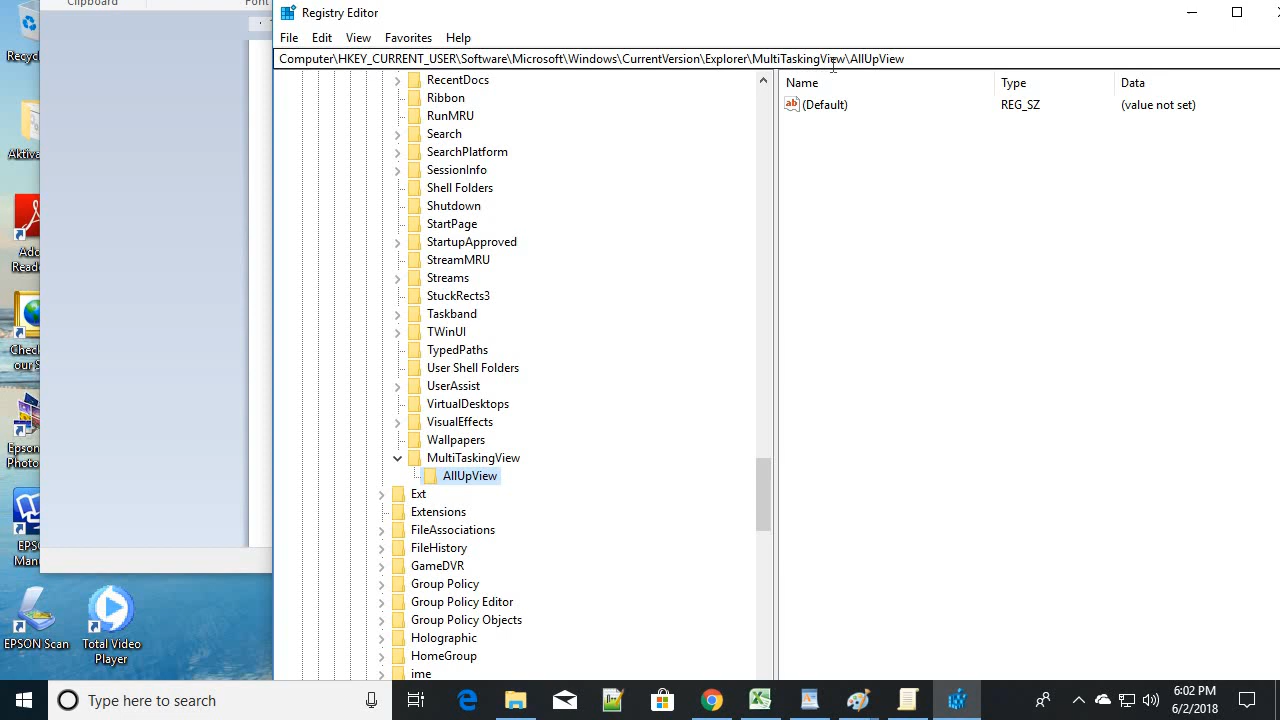 Clipboard
Font
Registry Editor
File Edit View Favorites Help
Computer\HKEY_CURRENT_USER\Software\Microsoft\Windows\CurrentVersion\Explorer\MultiTaskingView\AllUpView
RecentDocs
Ribbon
RunMRU
Search
SearchPlatform
SessionInfo
Shell Folders
Shutdown
StartPage
StartupApproved
StreamMRU
Streams
StuckRects3
Taskband
TWinUI
TypedPaths
User Shell Folders
UserAssist
VirtualDesktops
VisualEffects
Wallpapers
MultiTaskingView
AllUpView
Ext
Extensions
FileAssociations
FileHistory
GameDVR
Group Policy
Group Policy Editor
Group Policy Objects
Holographic
HomeGroup
ime
Name Type Data
ab (Default) REG_SZ (value not set)
Recyc
Aktiva
Ado
Reade
Check
our S
Epson
Photo
EPS
Manu
EPSON Scan
Total Video
Player
Type here to search
6:02 PM
6/2/2018